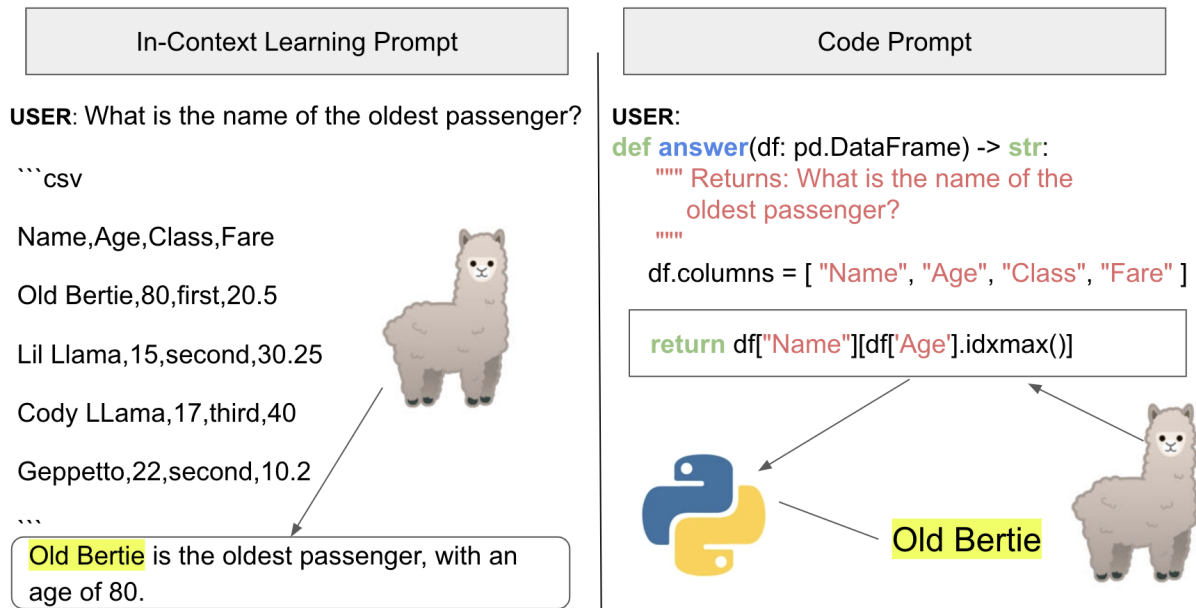 In-Context Learning Prompt
USER: What is the name of the oldest passenger?
```csv
Name,Age,Class,Fare
Old Bertie,80,first,20.5
Lil Llama,15,second,30.25
Cody LLama,17,third,40
Geppetto,22,second,10.2
```
Old Bertie is the oldest passenger, with an
age of 80.
Code Prompt
USER:
def answer(df: pd.DataFrame) -> str:
""" Returns: What is the name of the
oldest passenger?
"""
df.columns = [ "Name", "Age", "Class", "Fare" ]
return df["Name"][df['Age'].idxmax()]
Old Bertie